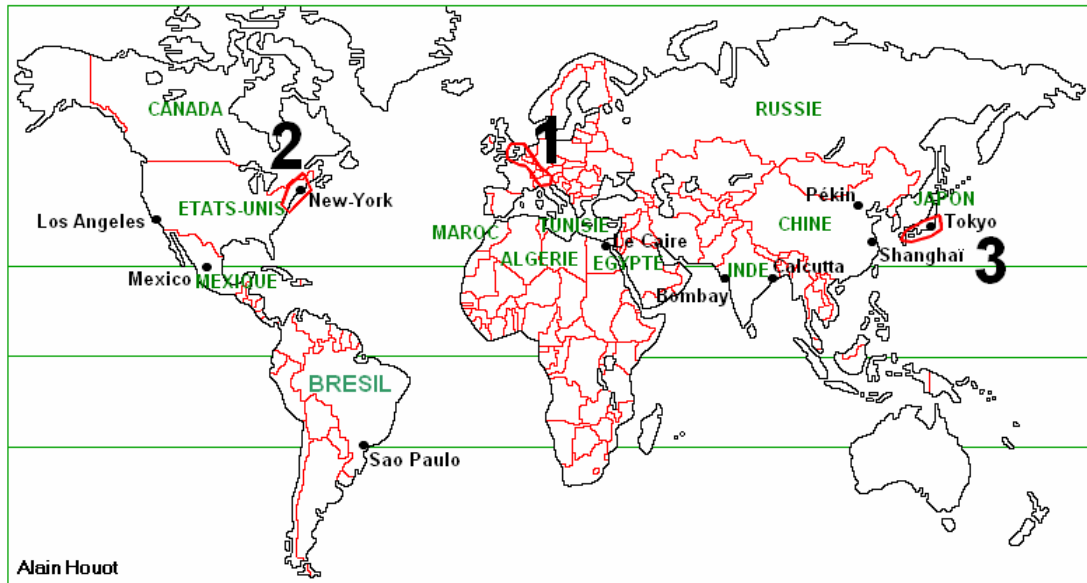 CANADA
RUSSIE
1
2
Pékin
JAPON
New-York
ETATS-UNIS
Los Angeles
MAROC
TUNISIE
CHINE
Tokyo
Le Caire
Shanghaï
ALGERIE
EGYPTE
INDE
Calcutta
3
Mexico
MEXIQUE
Bombay
BRESIL
Sao Paulo
Alain Houot